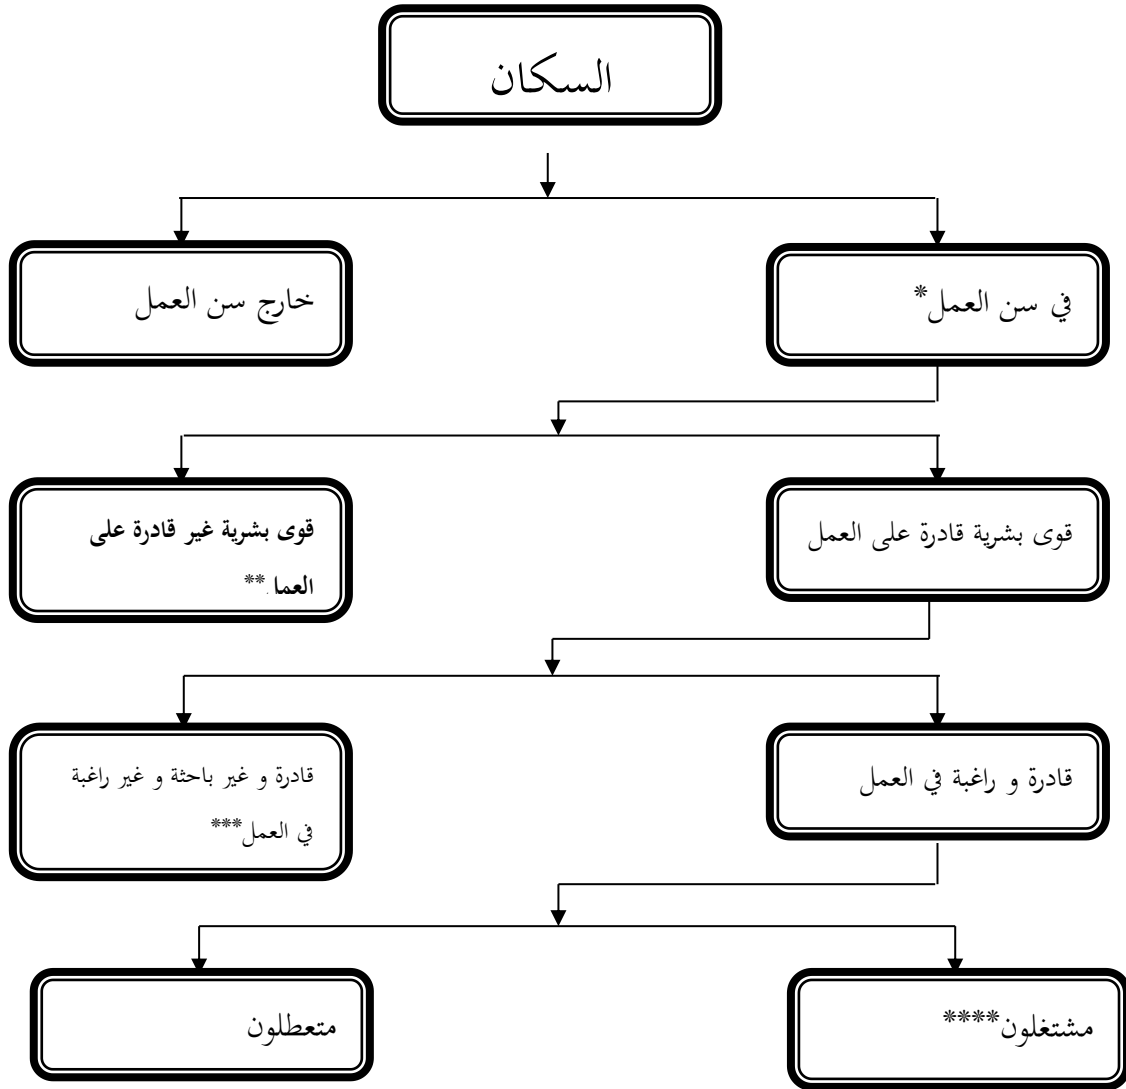 السكان
في سن العمل*
خارج سن العمل
قوى بشرية قادرة على العمل
قوى بشرية غير قادرة على
العمل**
قادرة و راغبة في العمل
قادرة و غير باحثة و غير راغبة
في العمل***
مشتغلون****
متعطلون